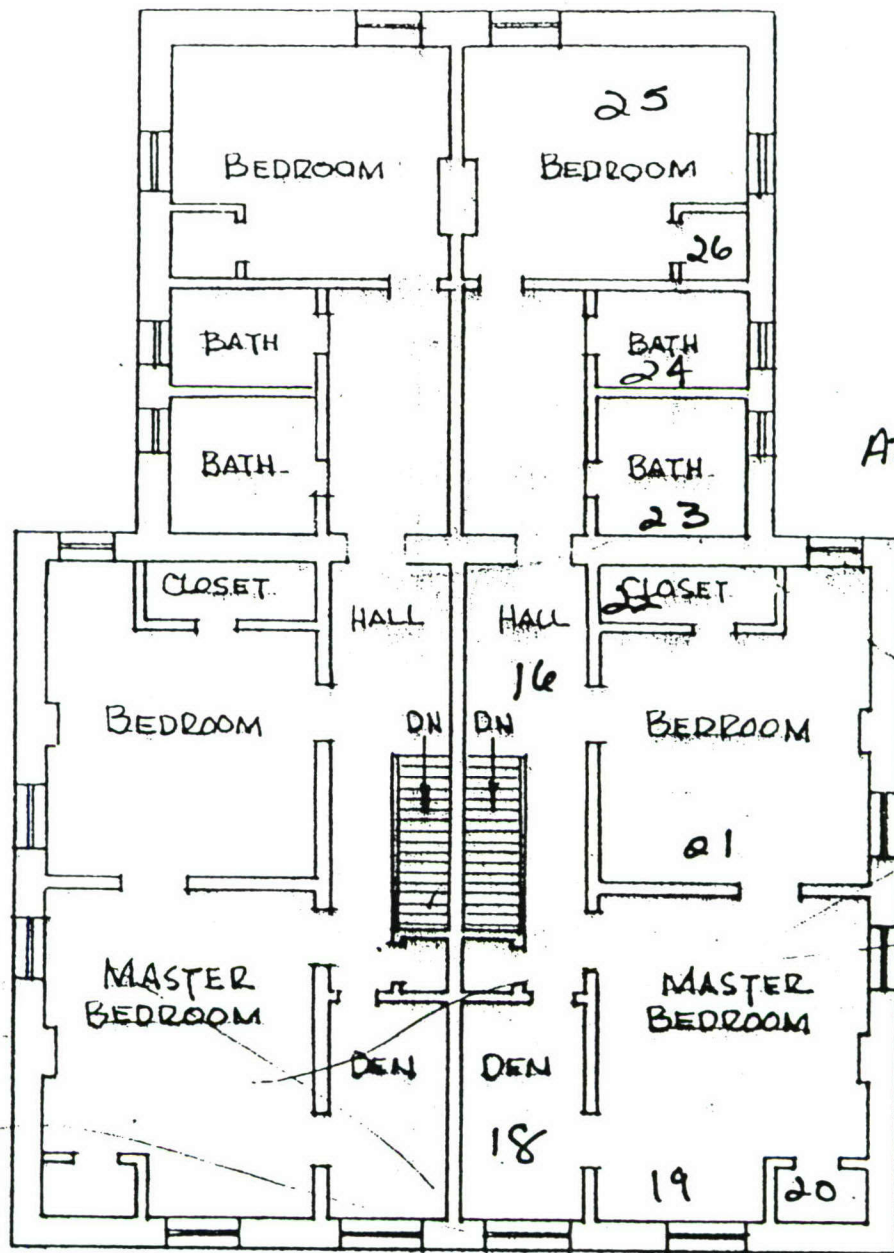 25
BEDROOM BEDROOM
26
BATH BATH
24
BATH BATH
23
CLOSET CLOSET
22
HALL HALL
16
DN DN
BEDROOM BEDROOM
21
MASTER BEDROOM
MASTER BEDROOM
DEN DEN
18
19
20